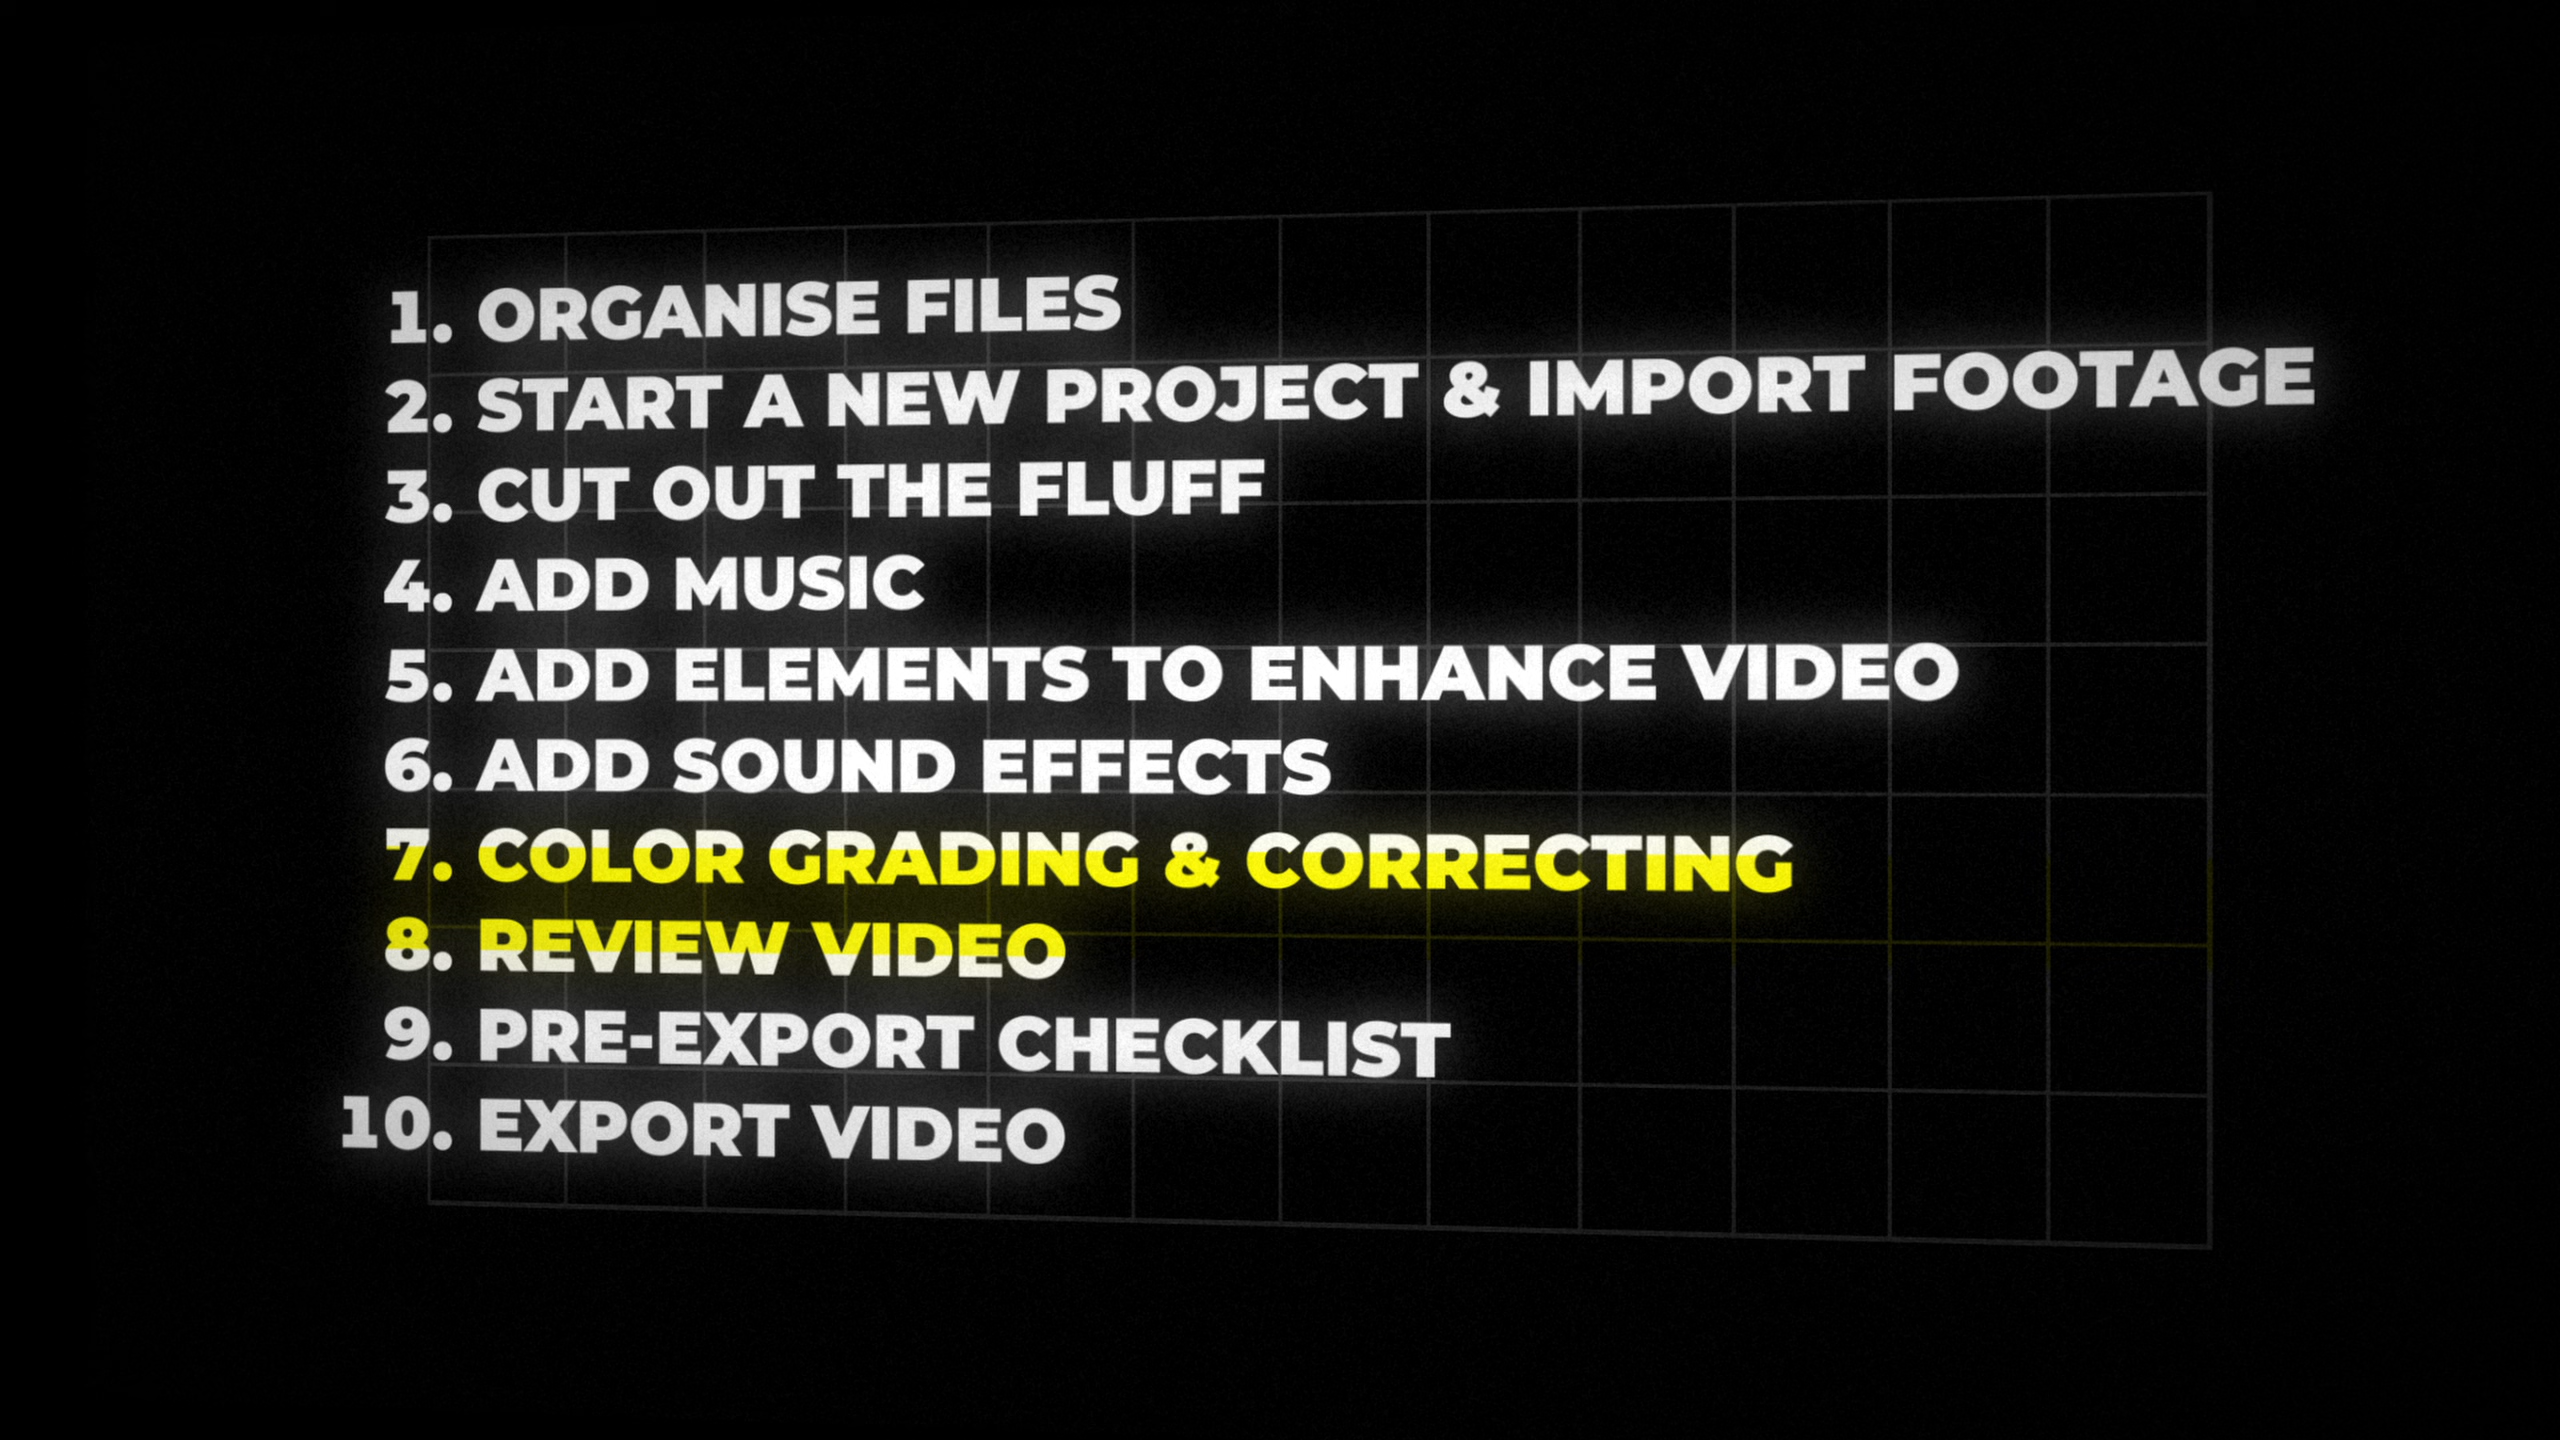 1. ORGANISE FILES
2. START A NEW PROJECT & IMPORT FOOTAGE
3. CUT OUT THE FLUFF
4. ADD MUSIC
5. ADD ELEMENTS TO ENHANCE VIDEO
6. ADD SOUND EFFECTS
7. COLOR GRADING & CORRECTING
8. REVIEW VIDEO
9. PRE-EXPORT CHECKLIST
10. EXPORT VIDEO